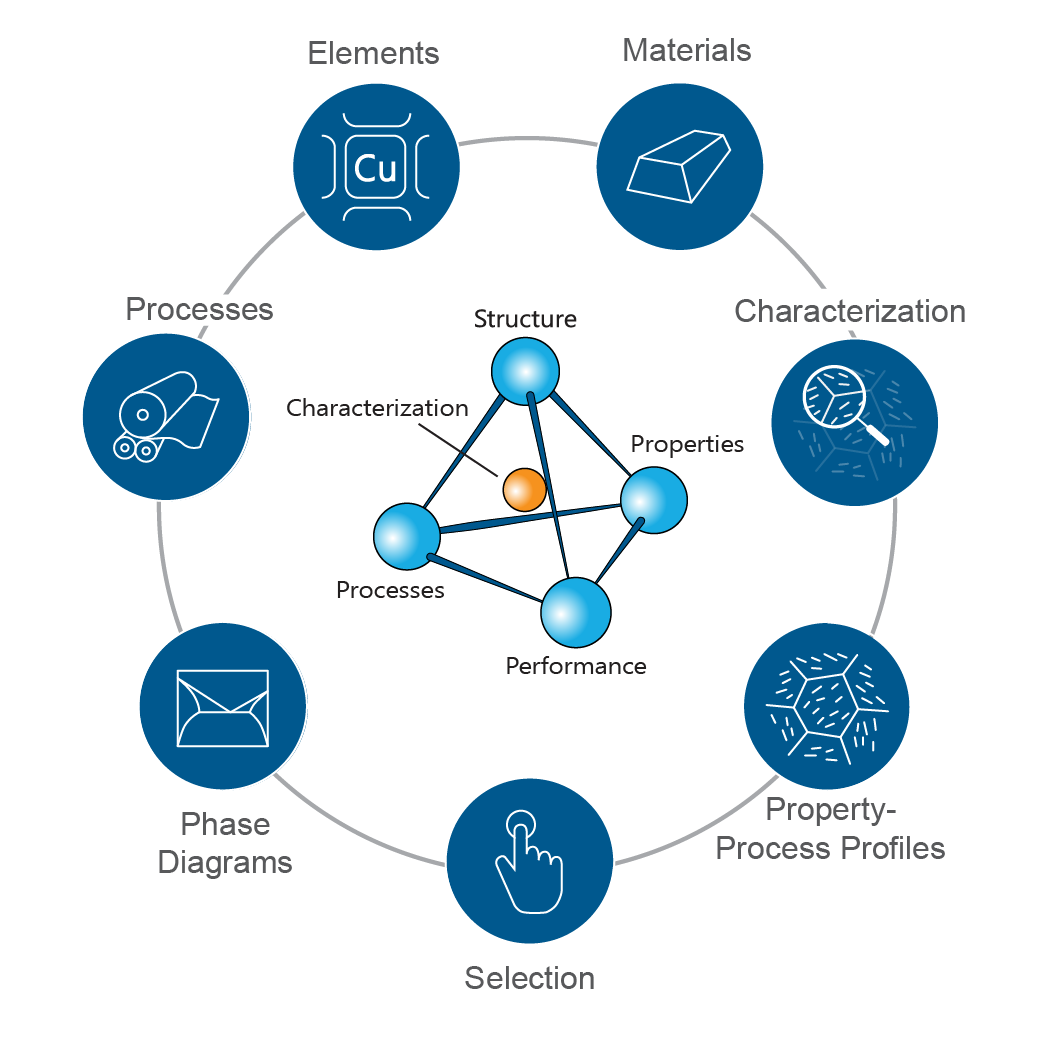 Elements
Materials
Cu
Processes
Characterization
Structure
Characterization
Properties
Processes
Performance
Phase
Diagrams
Property-
Process Profiles
Selection